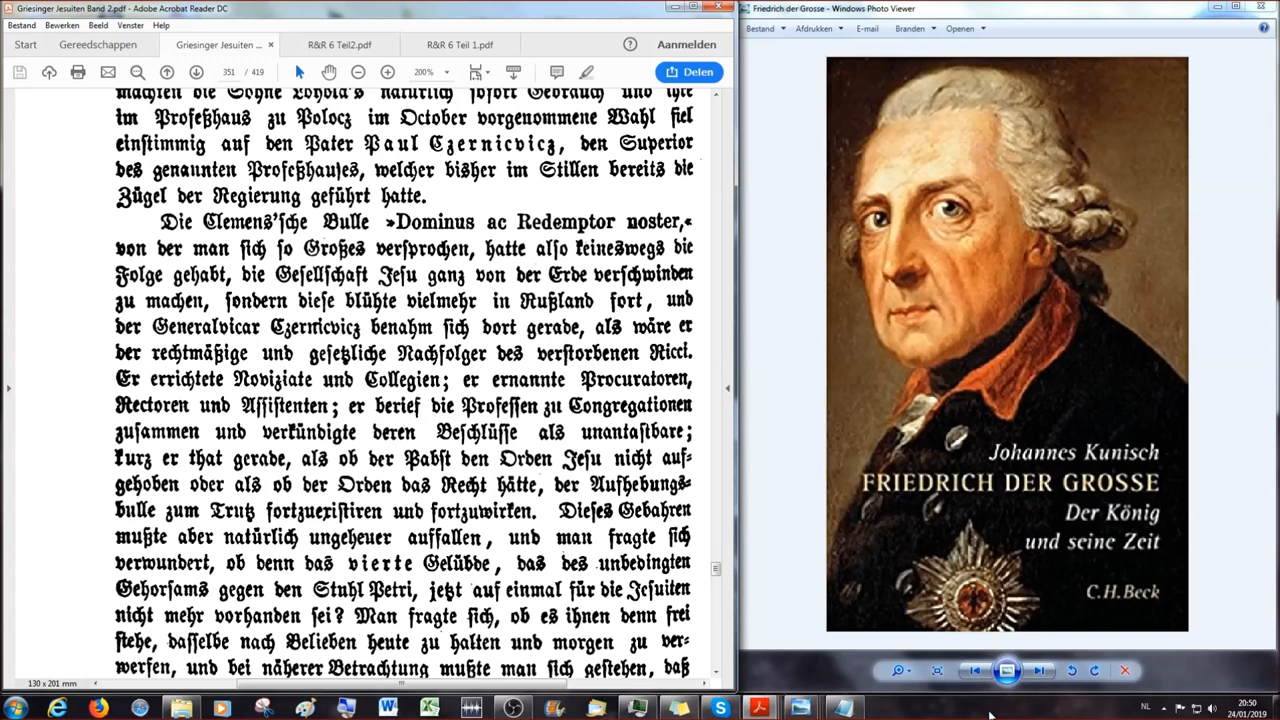 Griesinger Jesuiten Band 2.pdf - Adobe Acrobat Reader DC
Bestand Bewerken Beeld Venster Help
Start Gereedschappen Griesinger Jesuiten ... × R&R 6 Teil2.pdf R&R 6 Teil 1.pdf Aanmelden
351 / 419 200% Delen
machten die Söhne Loyola's natürlich sofort Gebrauch und ihre
im Profeßhaus zu Polocz im October vorgenommene Wahl fiel
einstimmig auf den Pater Paul Czernicvicz, den Superior
des genannten Profeßhauses, welcher bisher im Stillen bereits die
Zügel der Regierung geführt hatte.
Die Clemens'sche Bulle »Dominus ac Redemptor noster,«
von der man sich so Großes versprochen, hatte also keineswegs die
Folge gehabt, die Gesellschaft Jesu ganz von der Erde verschwinden
zu machen, sondern diese blühte vielmehr in Rußland fort, und
der Generalvicar Czernicvicz benahm sich dort gerade, als wäre er
der rechtmäßige und gesetzliche Nachfolger des verstorbenen Ricci.
Er errichtete Noviziate und Collegien; er ernannte Procuratoren,
Rectoren und Assistenten; er berief die Professen zu Congregationen
zusammen und verkündigte deren Beschlüsse als unantastbare;
kurz er that gerade, als ob der Pabst den Orden Jesu nicht auf-
gehoben oder als ob der Orden das Recht hätte, der Aufhebungs-
bulle zum Trutz fortzuexistiren und fortzuwirken. Dieses Gebahren
mußte aber natürlich ungeheuer auffallen, und man fragte sich
verwundert, ob denn das vierte Gelübde, das des unbedingten
Gehorsams gegen den Stuhl Petri, jetzt auf einmal für die Jesuiten
nicht mehr vorhanden sei? Man fragte sich, ob es ihnen denn frei
stehe, dasselbe nach Belieben heute zu halten und morgen zu ver-
werfen, und bei näherer Betrachtung mußte man sich gestehen, daß
130 x 201 mm
Friedrich der Grosse - Windows Photo Viewer
Bestand Afdrukken E-mail Branden Openen
Johannes Kunisch
FRIEDRICH DER GROSSE
Der König
und seine Zeit
C.H.Beck
NL
20:50
24/01/2019